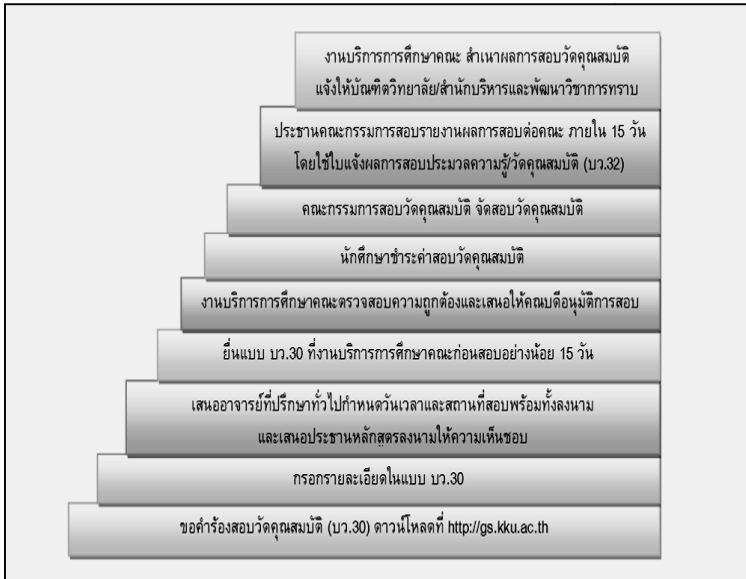 งานบริการการศึกษาคณะ สำเนาผลการสอบวัดคุณสมบัติ
แจ้งให้บัณฑิตวิทยาลัย/สำนักบริหารและพัฒนาวิชาการทราบ
ประธานคณะกรรมการสอบรายงานผลการสอบต่อคณะ ภายใน 15 วัน
โดยใช้ใบแจ้งผลการสอบประมวลความรู้/วัดคุณสมบัติ (บว.32)
คณะกรรมการสอบวัดคุณสมบัติ จัดสอบวัดคุณสมบัติ
นักศึกษาชำระค่าสอบวัดคุณสมบัติ
งานบริการการศึกษาคณะตรวจสอบความถูกต้องและเสนอให้คณบดีอนุมัติการสอบ
ยื่นแบบ บว.30 ที่งานบริการการศึกษาคณะก่อนสอบอย่างน้อย 15 วัน
เสนออาจารย์ที่ปรึกษาทั่วไปกำหนดวันเวลาและสถานที่สอบพร้อมทั้งลงนาม
และเสนอประธานหลักสูตรลงนามให้ความเห็นชอบ
กรอกรายละเอียดในแบบ บว.30
ขอคำร้องสอบวัดคุณสมบัติ (บว.30) ดาวน์โหลดที่ http://gs.kku.ac.th